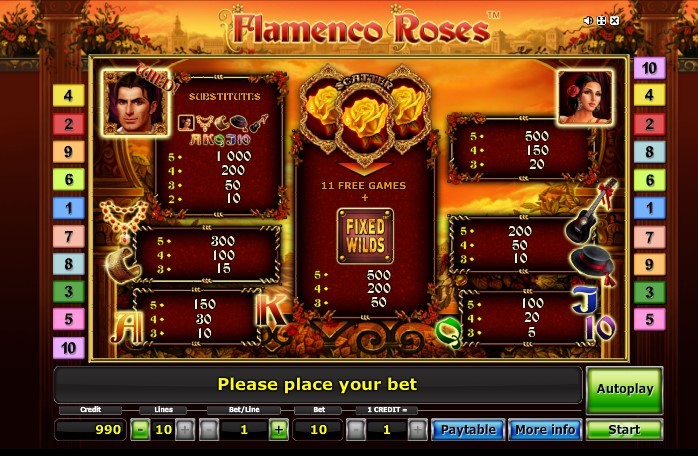 Flamenco Roses™
10
4
2
9
6
1
7
8
3
5
10
4
2
8
6
1
7
9
3
5
WILD
SUBSTITUTES
A K Q J 10
5 1 000
4 200
3 50
2 10
SCATTER
11 FREE GAMES
+
FIXED
WILDS
5 500
4 200
3 50
5 500
4 150
3 20
5 300
4 100
3 15
5 200
4 50
3 10
A
5 150
4 30
3 10
K
Q
5 100
4 20
3 5
J
10
Please place your bet
Autoplay
Credit Lines Bet/Line Bet 1 CREDIT =
990 - 10 + - 1 + 10 - 1 + Paytable More info Start